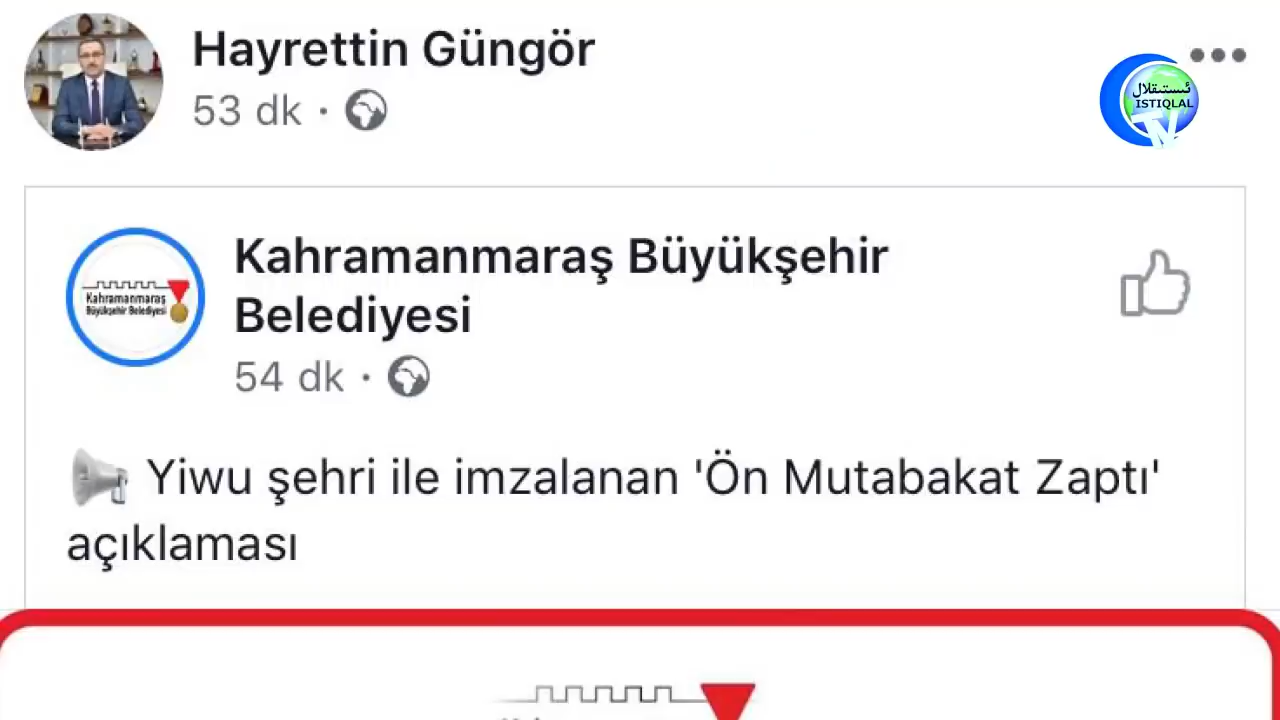 Hayrettin Güngör
53 dk ·
ئىستىقلال
ISTIQLAL
TV
Kahramanmaraş Büyükşehir
Belediyesi
54 dk ·
Kahramanmaraş
Büyükşehir Belediyesi
Yiwu şehri ile imzalanan 'Ön Mutabakat Zaptı'
açıklaması